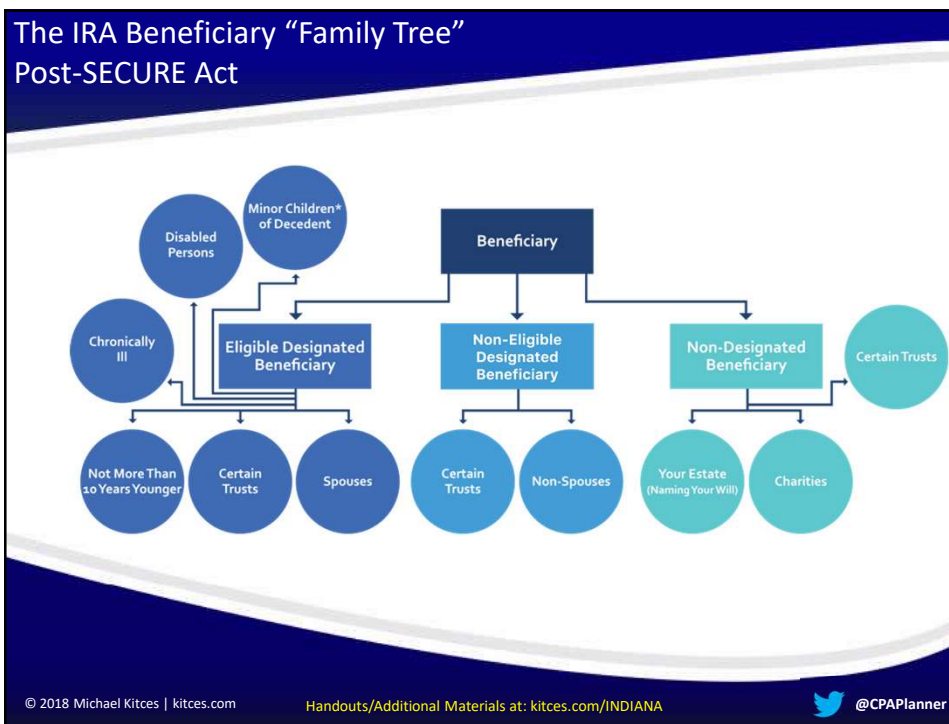 The IRA Beneficiary “Family Tree”
Post-SECURE Act
Minor Children*
of Decedent
Disabled
Persons
Beneficiary
Chronically
Ill
Eligible Designated
Beneficiary
Non-Eligible
Designated
Beneficiary
Non-Designated
Beneficiary
Certain Trusts
Not More Than
10 Years Younger
Certain
Trusts
Spouses
Certain
Trusts
Non-Spouses
Your Estate
(Naming Your Will)
Charities
© 2018 Michael Kitces | kitces.com
Handouts/Additional Materials at: kitces.com/INDIANA
@CPAPlanner